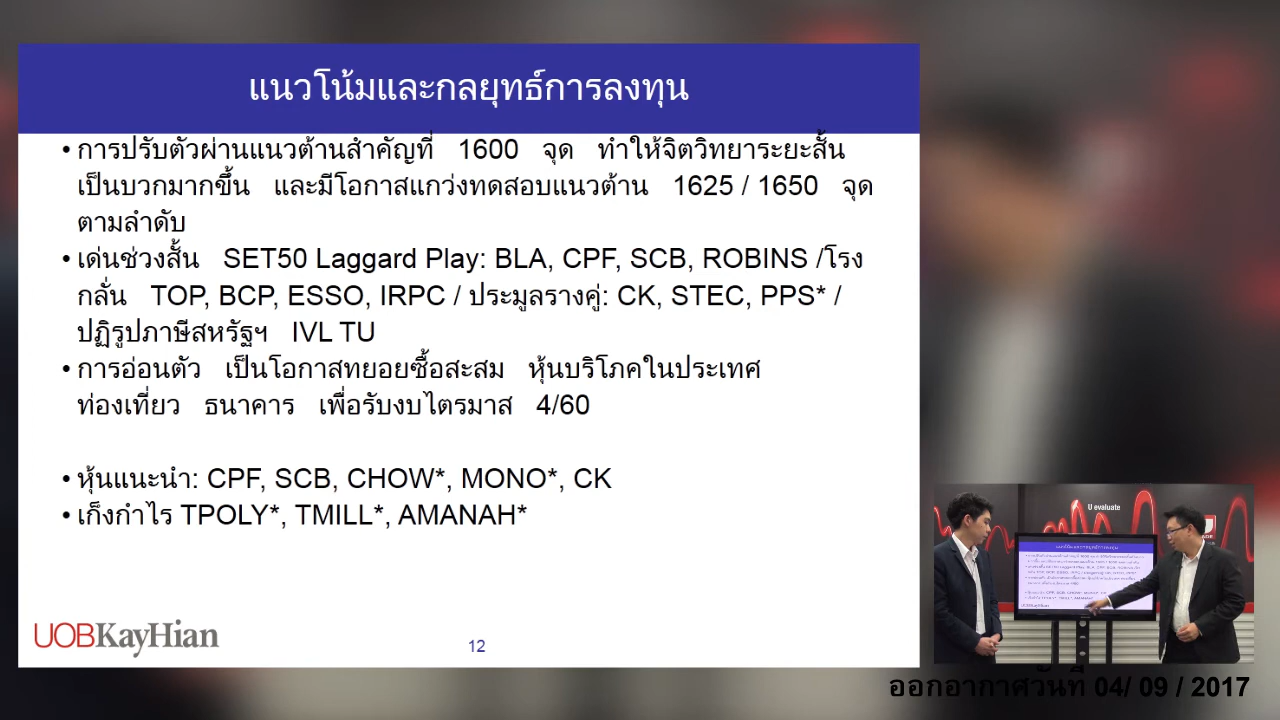 แนวโน้มและกลยุทธ์การลงทุน
• การปรับตัวผ่านแนวต้านสำคัญที่ 1600 จุด ทำให้จิตวิทยาระยะสั้น
เป็นบวกมากขึ้น และมีโอกาสแกว่งทดสอบแนวต้าน 1625 / 1650 จุด
ตามลำดับ
• เด่นช่วงสั้น SET50 Laggard Play: BLA, CPF, SCB, ROBINS /โรง
กลั่น TOP, BCP, ESSO, IRPC / ประมูลรางคู่: CK, STEC, PPS* /
ปฏิรูปภาษีสหรัฐฯ IVL TU
• การอ่อนตัว เป็นโอกาสทยอยซื้อสะสม หุ้นบริโภคในประเทศ
ท่องเที่ยว ธนาคาร เพื่อรับงบไตรมาส 4/60
• หุ้นแนะนำ: CPF, SCB, CHOW*, MONO*, CK
• เก็งกำไร TPOLY*, TMILL*, AMANAH*
UOBKayHian
12
U evaluate
ออกอากาศวันที่ 04/ 09 / 2017